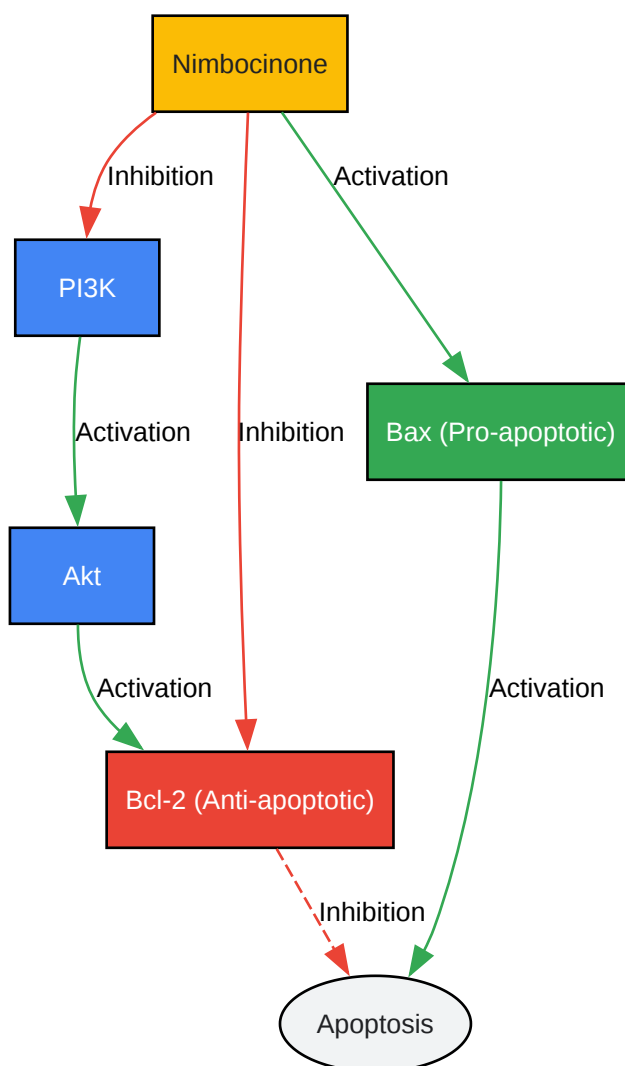 Nimbocinone
Inhibition
Activation
PI3K
Activation
Inhibition
Bax (Pro-apoptotic)
Akt
Activation
Activation
Bcl-2 (Anti-apoptotic)
Inhibition
Apoptosis